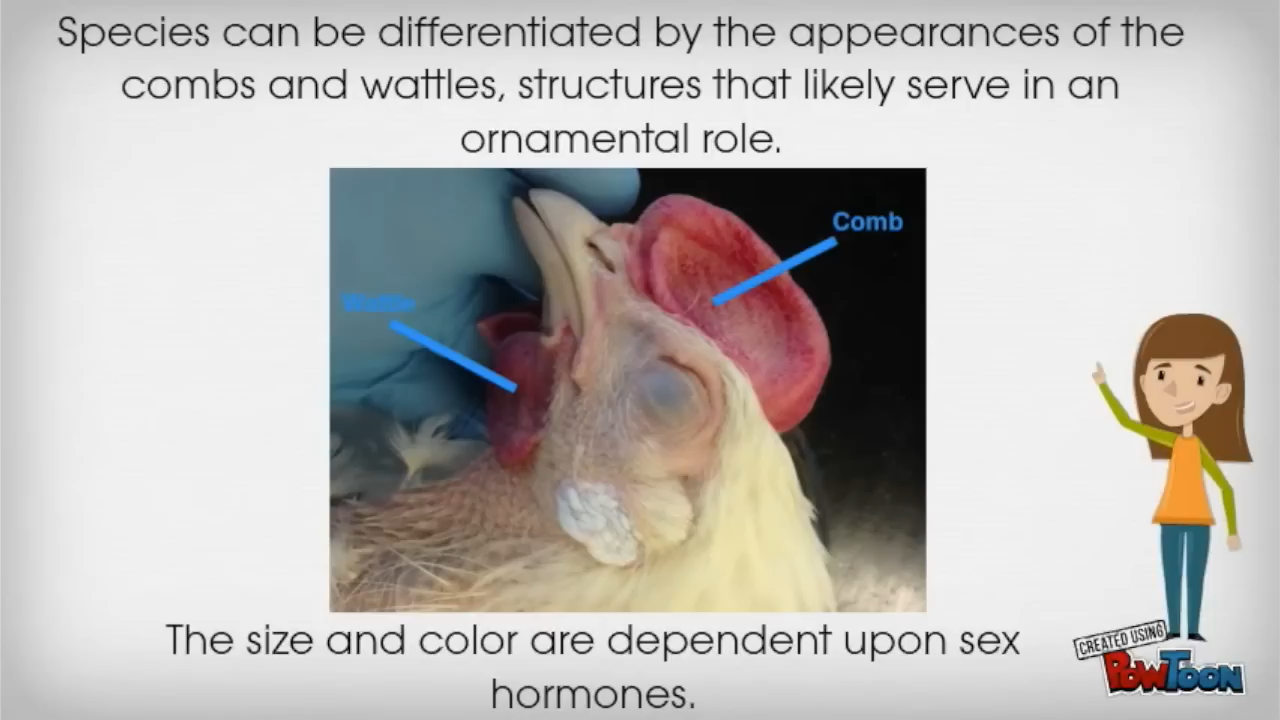 Species can be differentiated by the appearances of the
combs and wattles, structures that likely serve in an
ornamental role.
Comb
Wattle
The size and color are dependent upon sex
hormones.
CREATED USING
POWTOON